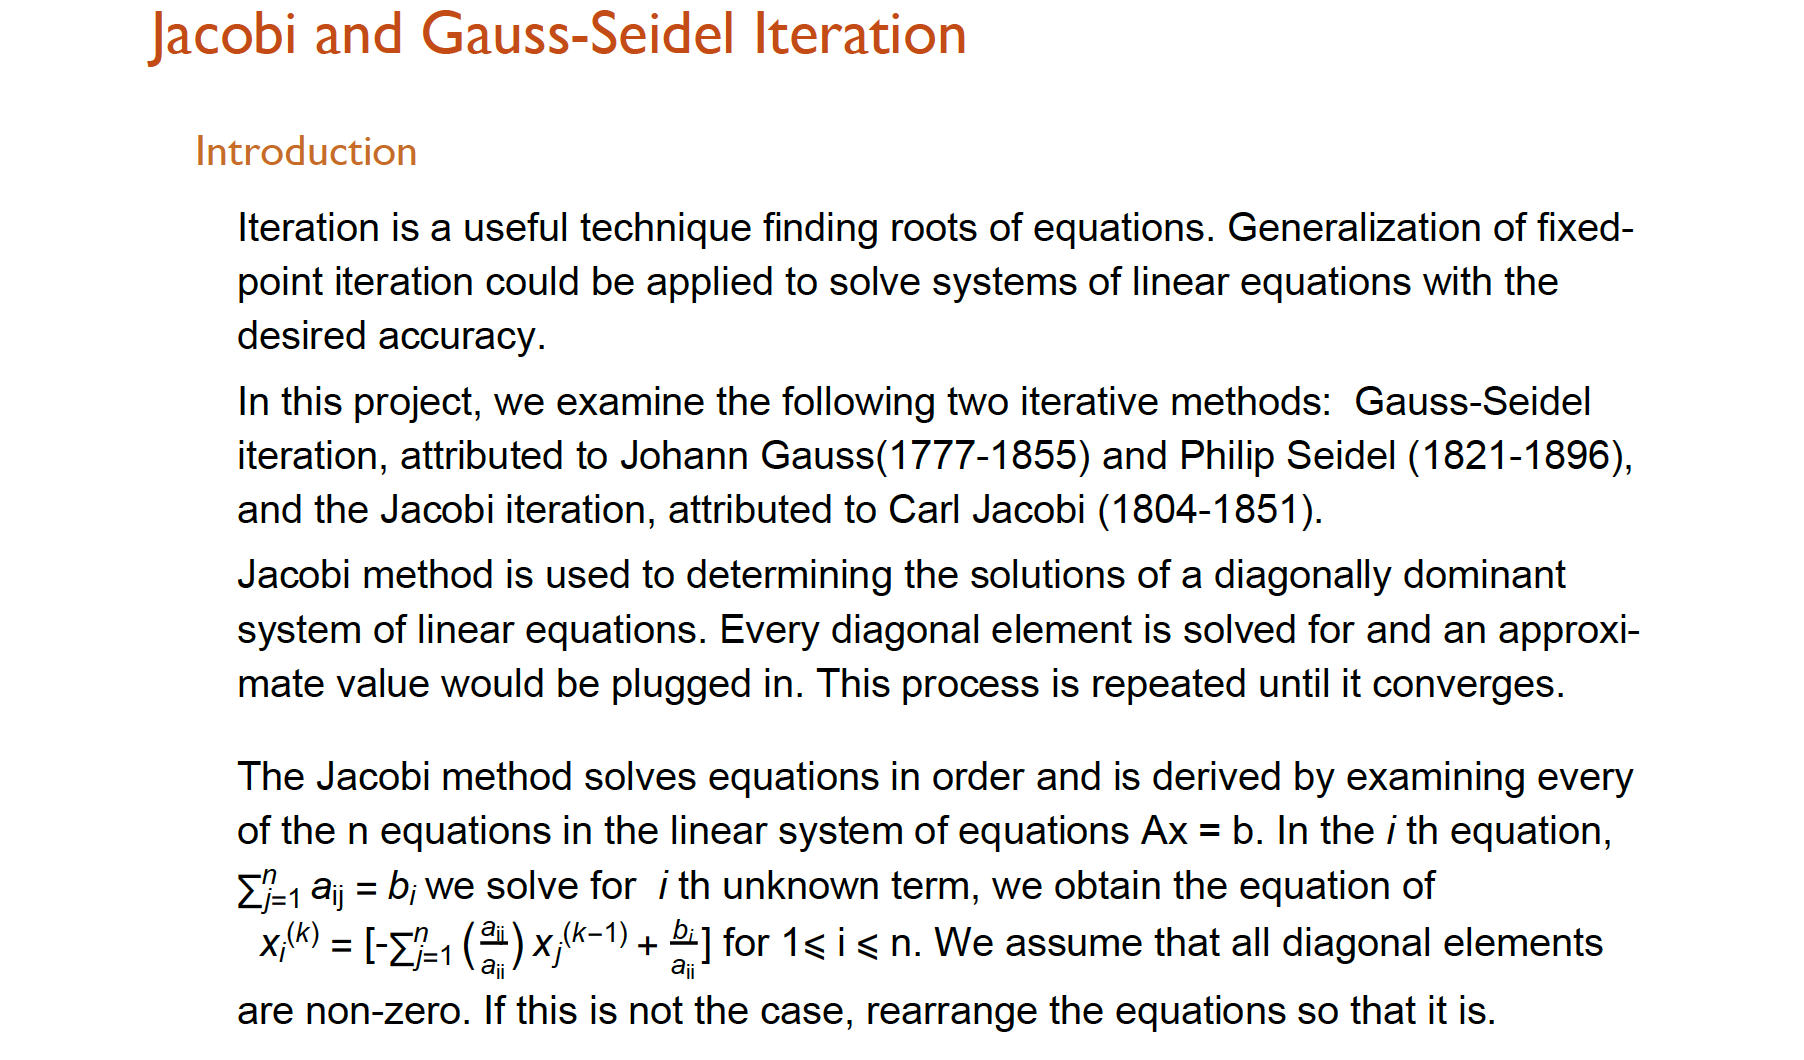 Jacobi and Gauss-Seidel Iteration
Introduction
Iteration is a useful technique finding roots of equations. Generalization of fixed-
point iteration could be applied to solve systems of linear equations with the
desired accuracy.
In this project, we examine the following two iterative methods:  Gauss-Seidel
iteration, attributed to Johann Gauss(1777-1855) and Philip Seidel (1821-1896),
and the Jacobi iteration, attributed to Carl Jacobi (1804-1851).
Jacobi method is used to determining the solutions of a diagonally dominant
system of linear equations. Every diagonal element is solved for and an approxi-
mate value would be plugged in. This process is repeated until it converges.
The Jacobi method solves equations in order and is derived by examining every
of the n equations in the linear system of equations Ax = b. In the i th equation,
∑_{j=1}^{n} a_{ij} = b_i we solve for  i th unknown term, we obtain the equation of
x_i^{(k)} = [-∑_{j=1}^{n} (a_{ij}/a_{ii}) x_j^{(k-1)} + b_i/a_{ii}] for 1⩽ i ⩽ n. We assume that all diagonal elements
are non-zero. If this is not the case, rearrange the equations so that it is.